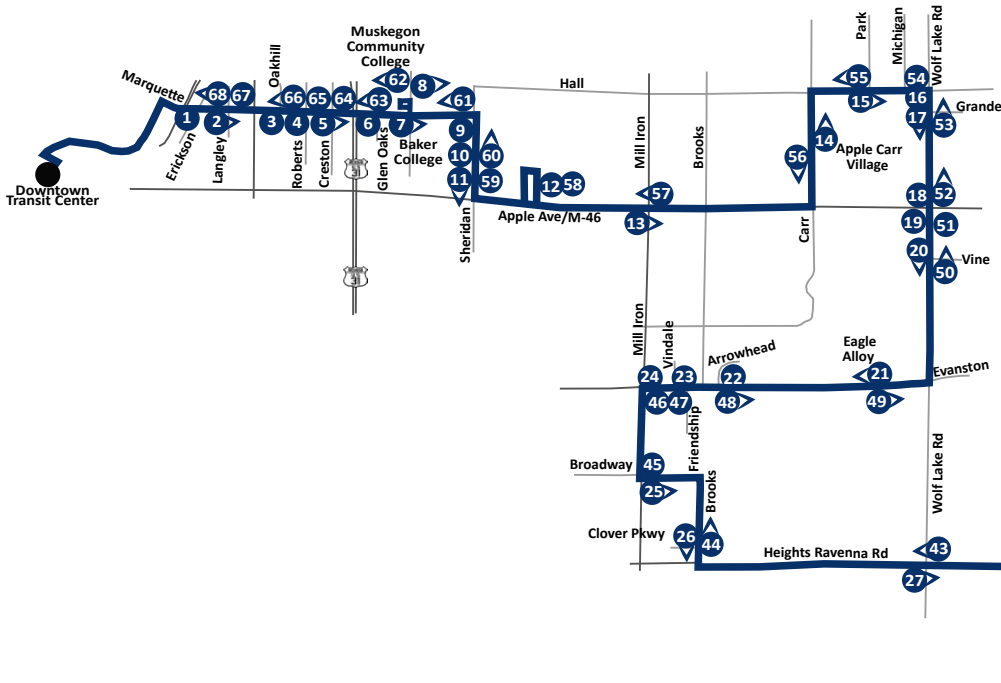 Muskegon
Community
College
Park
Michigan
Wolf Lake Rd
Oakhill
Marquette
68
67
66
65
64
63
62
8
61
Hall
55
54
15
16
Grande
1
2
3
4
5
6
7
9
17
53
Erickson
Langley
Roberts
Creston
Glen Oaks
Baker
College
10
60
Mill Iron
Brooks
56
14
Apple Carr
Village
31
11
59
12
58
57
18
52
Downtown
Transit Center
Apple Ave/M-46
13
Sheridan
Carr
19
51
20
50
Vine
31
Mill Iron
Vindale
Arrowhead
Eagle
Alloy
Evanston
24
23
22
21
46
47
48
49
Friendship
Broadway
45
25
Brooks
Wolf Lake Rd
Clover Pkwy
26
44
Heights Ravenna Rd
43
27